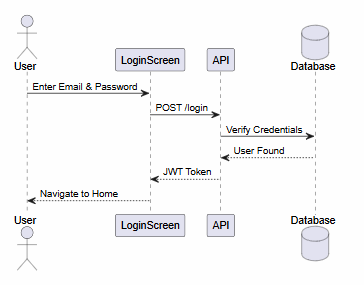 User
LoginScreen
API
Database
Enter Email & Password
POST /login
Verify Credentials
User Found
JWT Token
Navigate to Home
User
LoginScreen
API
Database